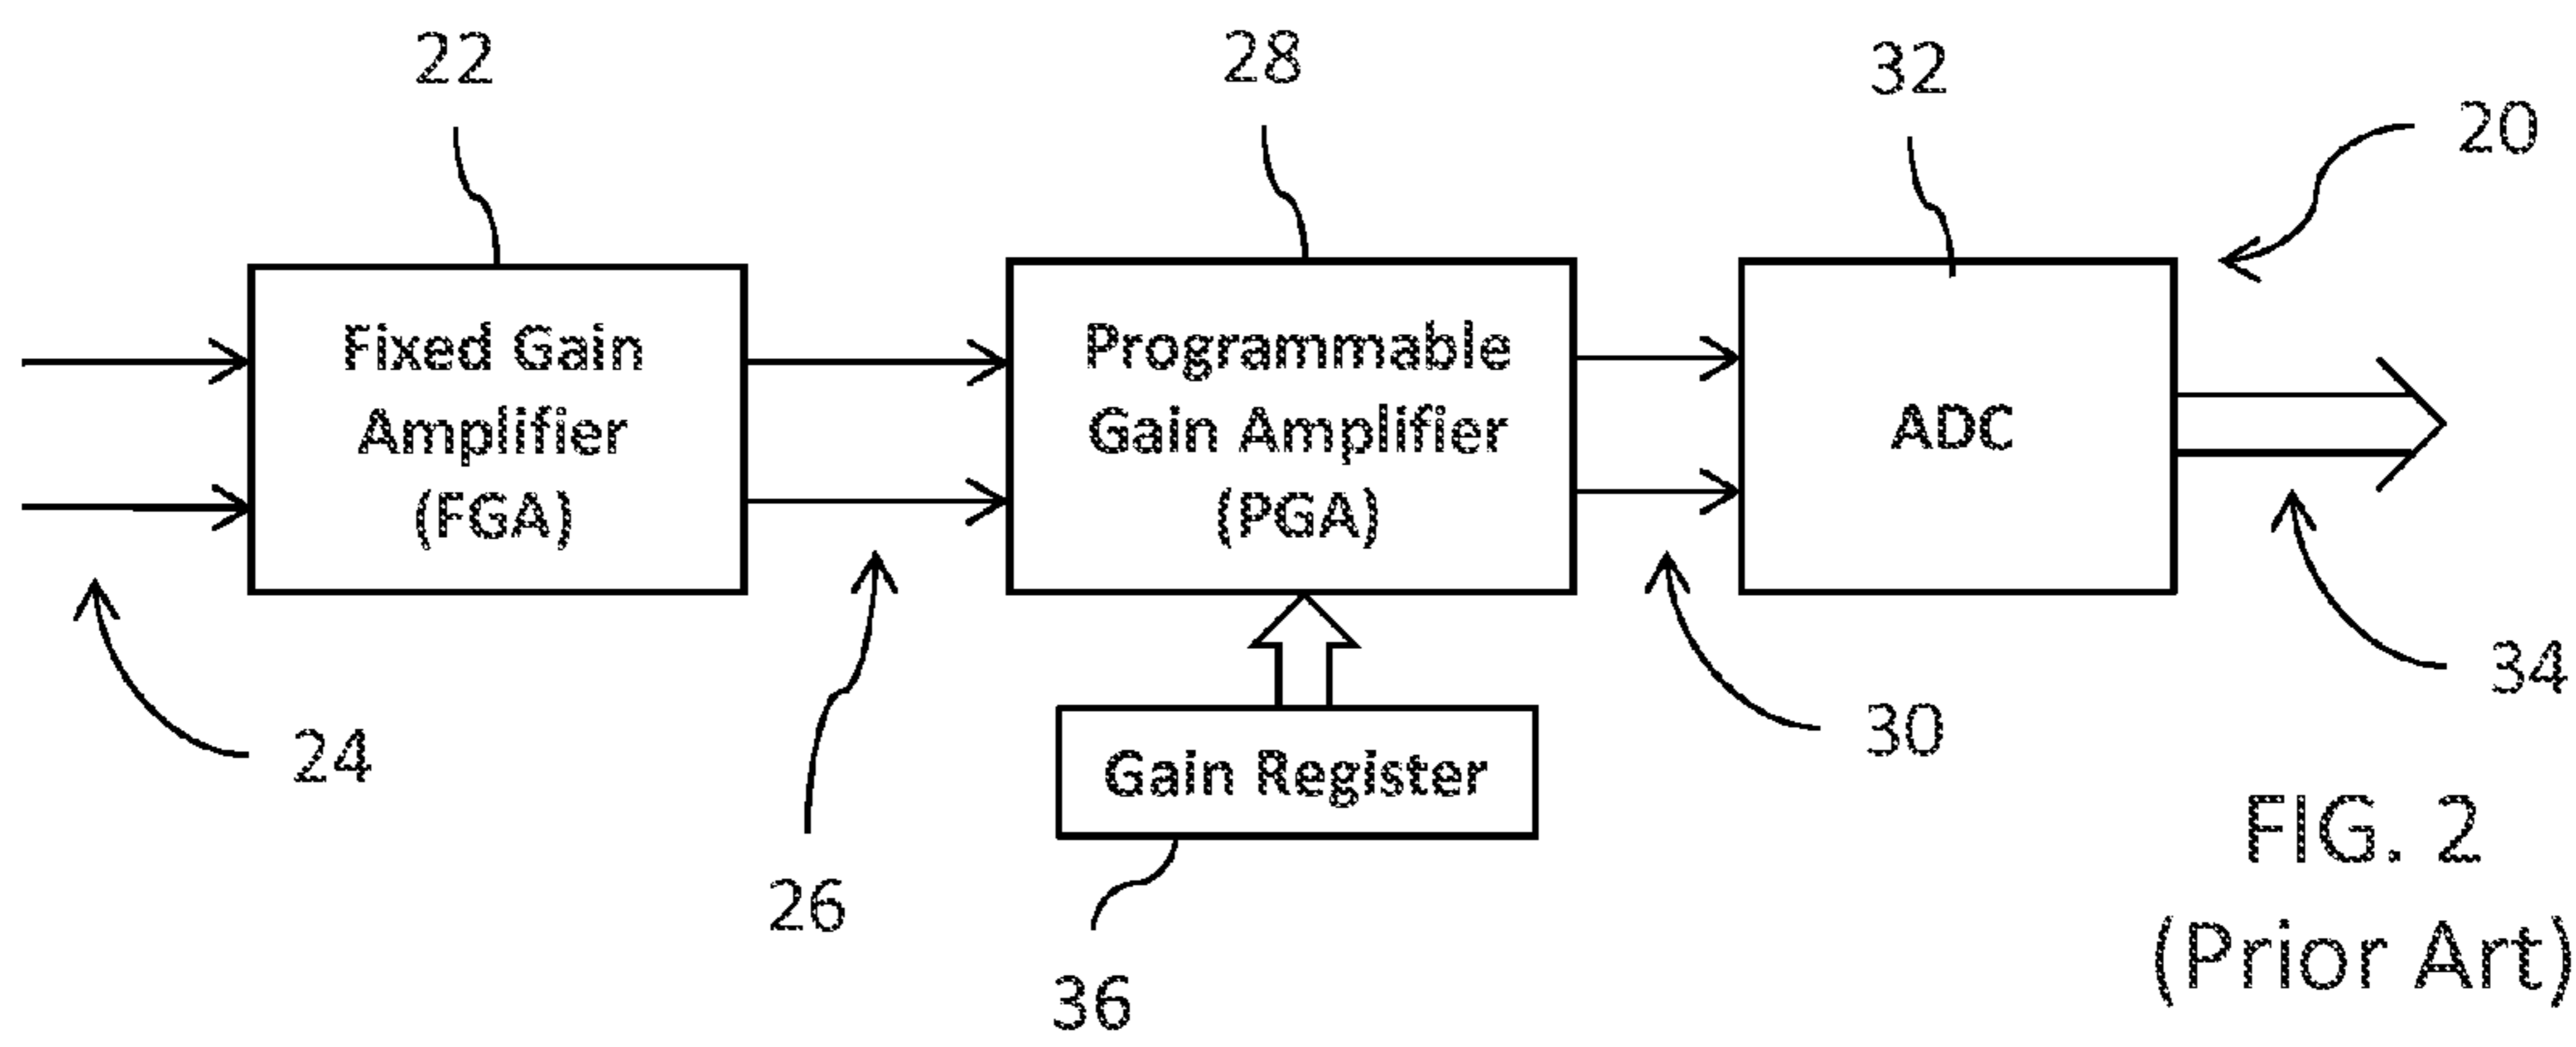 22
28
32
20
Fixed Gain
Amplifier
(FGA)
Programmable
Gain Amplifier
(PGA)
ADC
24
26
30
34
Gain Register
36
FIG. 2
(Prior Art)